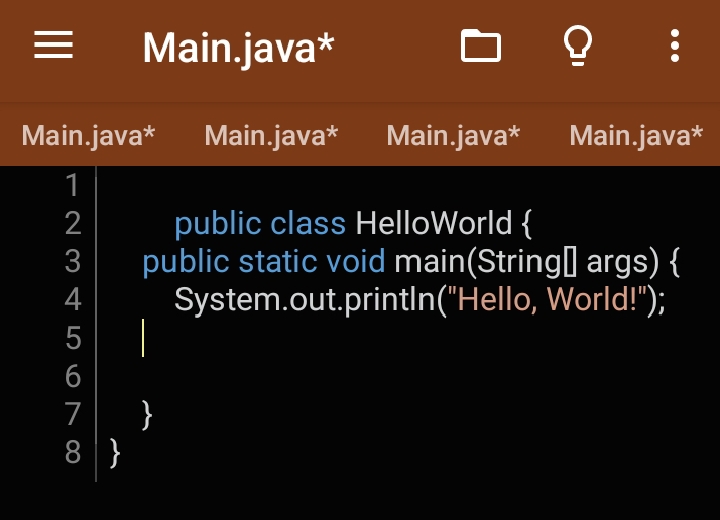 Main.java*
Main.java* Main.java* Main.java* Main.java*
1
2 public class HelloWorld {
3 public static void main(String[] args) {
4 System.out.println("Hello, World!");
5
6
7 }
8 }